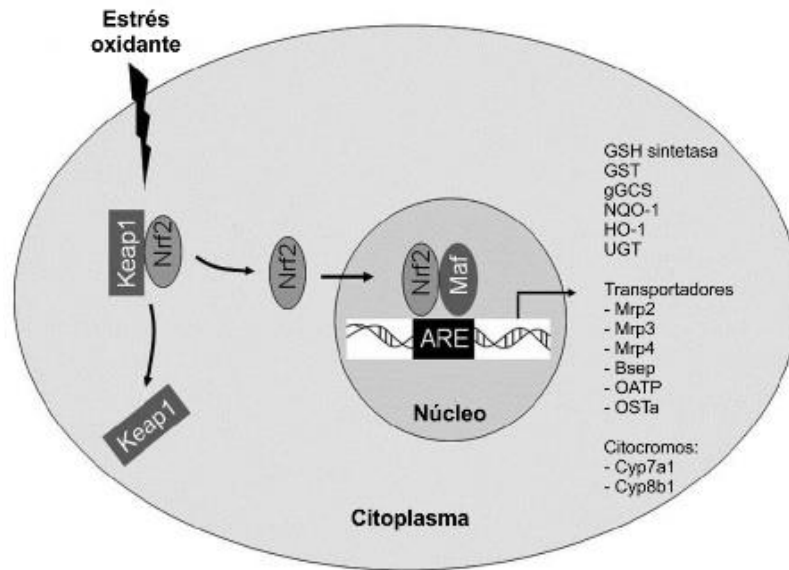 Estrés
oxidante
Keap1
Nrf2
Nrf2
Nrf2
Maf
ARE
Keap1
Núcleo
Citoplasma
GSH sintetasa
GST
gGCS
NQO-1
HO-1
UGT
Transportadores
- Mrp2
- Mrp3
- Mrp4
- Bsep
- OATP
- OSTa
Citocromos:
- Cyp7a1
- Cyp8b1